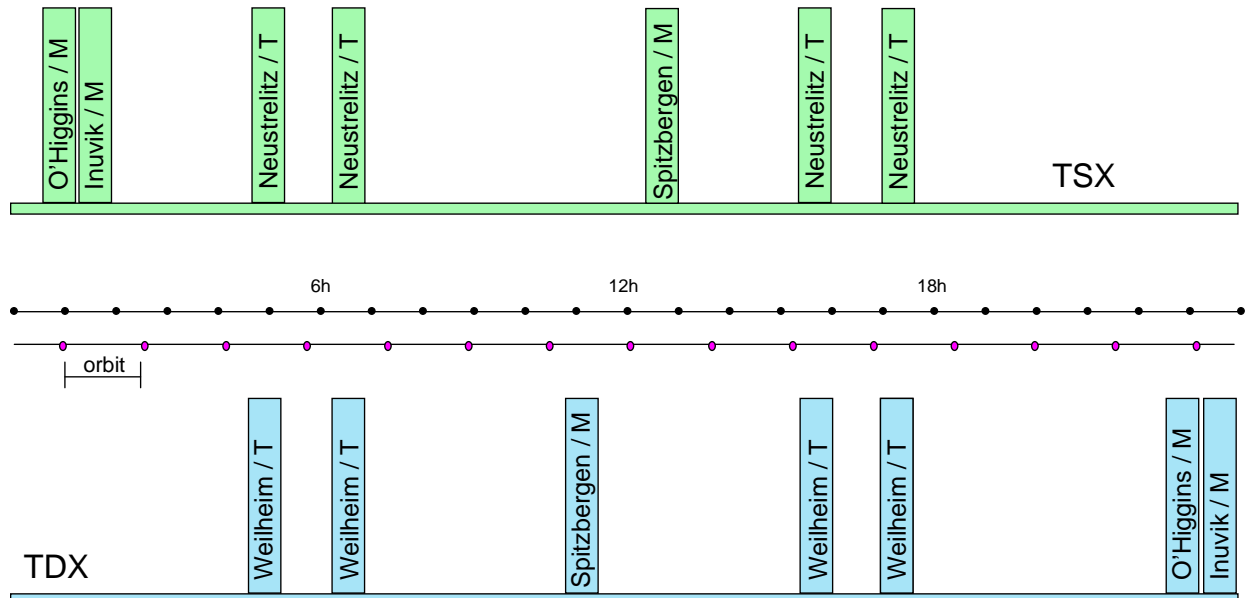 O'Higgins / M
Inuvik / M
Neustrelitz / T
Neustrelitz / T
Spitzbergen / M
Neustrelitz / T
Neustrelitz / T
TSX
6h
12h
18h
orbit
Weilheim / T
Weilheim / T
Spitzbergen / M
Weilheim / T
Weilheim / T
O'Higgins / M
Inuvik / M
TDX